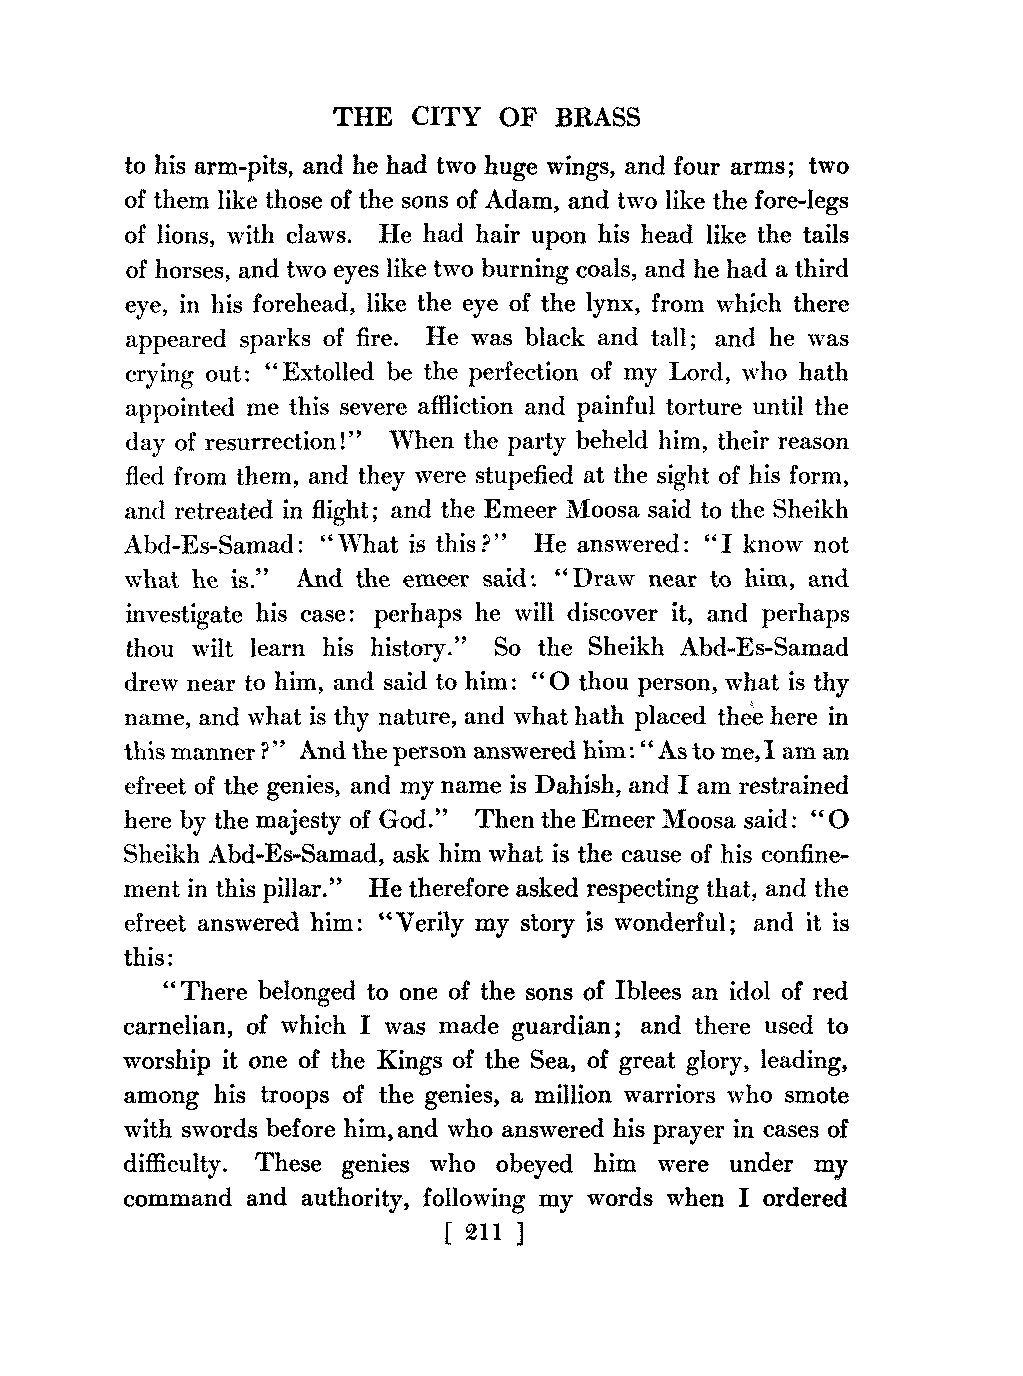 THE CITY OF BRASS
to his arm-pits, and he had two huge wings, and four arms; two
of them like those of the sons of Adam, and two like the fore-legs
of lions, with claws. He had hair upon his head like the tails
of horses, and two eyes like two burning coals, and he had a third
eye, in his forehead, like the eye of the lynx, from which there
appeared sparks of fire. He was black and tall; and he was
crying out: “Extolled be the perfection of my Lord, who hath
appointed me this severe affliction and painful torture until the
day of resurrection!” When the party beheld him, their reason
fled from them, and they were stupefied at the sight of his form,
and retreated in flight; and the Emeer Moosa said to the Sheikh
Abd-Es-Samad: “What is this?” He answered: “I know not
what he is.” And the emeer said: “Draw near to him, and
investigate his case: perhaps he will discover it, and perhaps
thou wilt learn his history.” So the Sheikh Abd-Es-Samad
drew near to him, and said to him: “O thou person, what is thy
name, and what is thy nature, and what hath placed thee here in
this manner?” And the person answered him: “As to me, I am an
efreet of the genies, and my name is Dahish, and I am restrained
here by the majesty of God.” Then the Emeer Moosa said: “O
Sheikh Abd-Es-Samad, ask him what is the cause of his confine-
ment in this pillar.” He therefore asked respecting that, and the
efreet answered him: “Verily my story is wonderful; and it is
this:
“There belonged to one of the sons of Iblees an idol of red
carnelian, of which I was made guardian; and there used to
worship it one of the Kings of the Sea, of great glory, leading,
among his troops of the genies, a million warriors who smote
with swords before him, and who answered his prayer in cases of
difficulty. These genies who obeyed him were under my
command and authority, following my words when I ordered
[ 211 ]